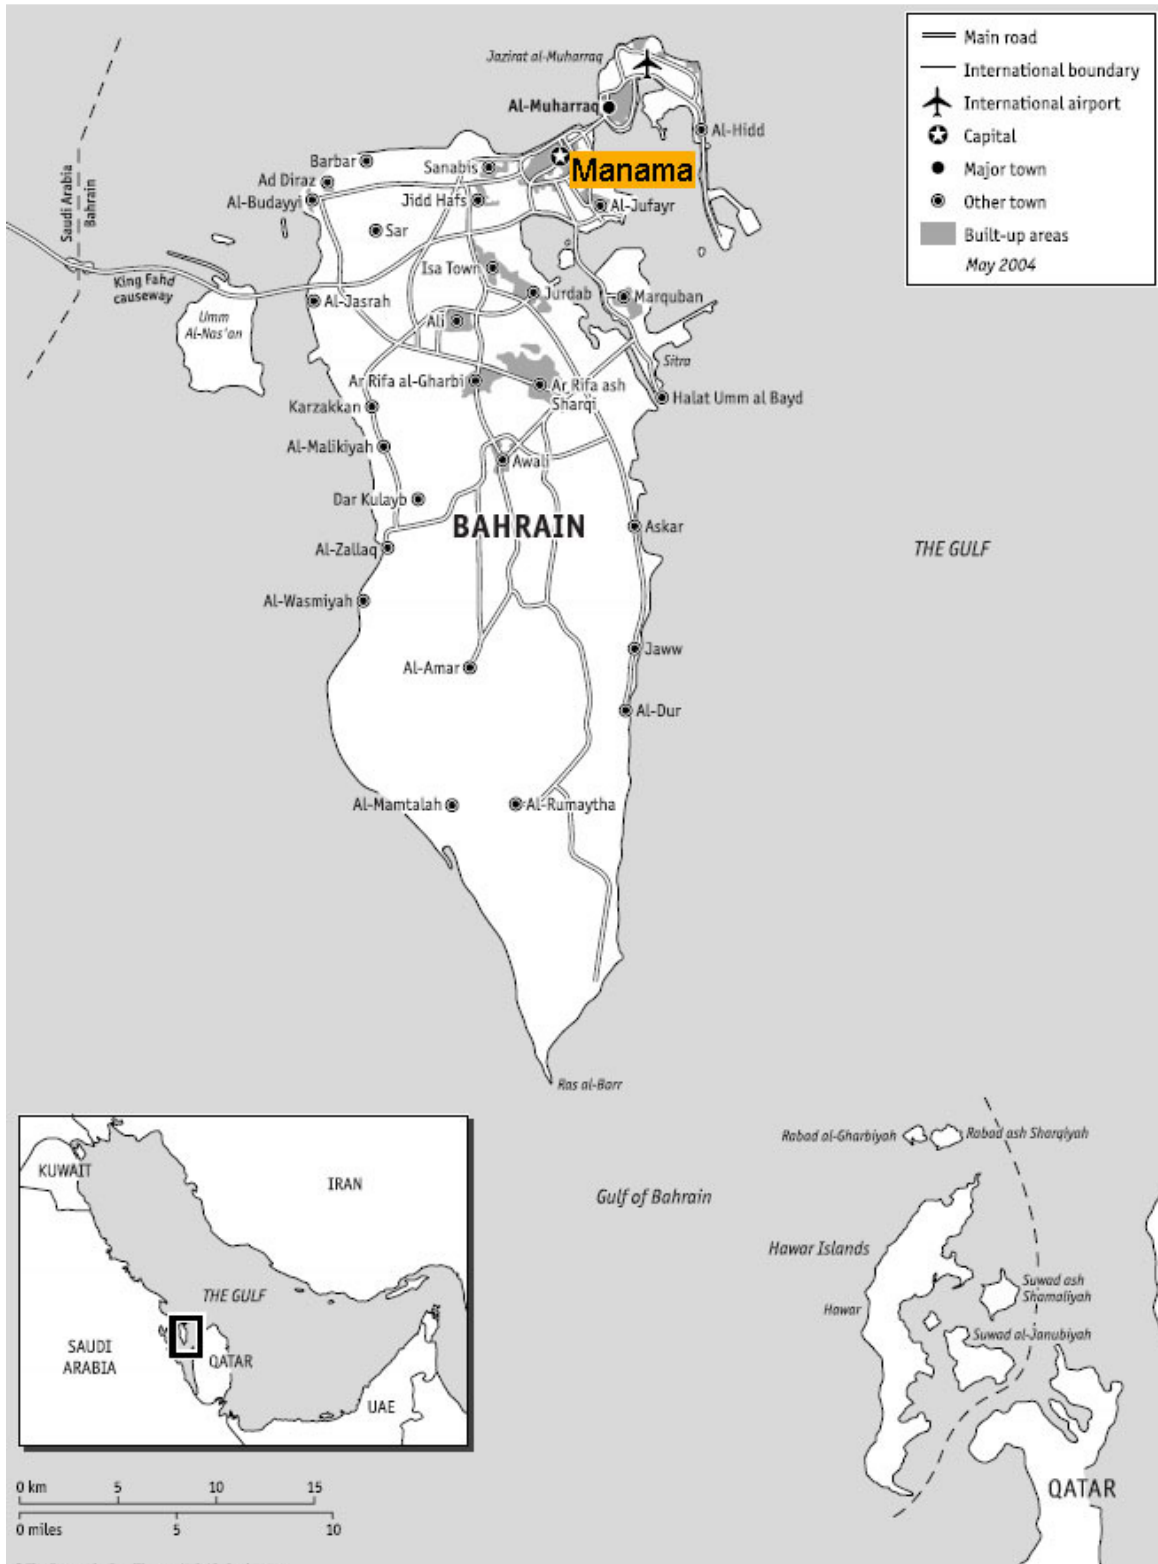 Jazirat al-Muharraq
Al-Muharraq
Al-Hidd
Barbar
Sanabis
Manama
Ad Diraz
Al-Budayyi
Jidd Hafs
Al-Jufayr
Sar
Saudi Arabia
Bahrain
King Fahd
causeway
Isa Town
Al-Jasrah
Jurdab
Marquban
Umm
Al-Nas'an
Ali
Sitra
Ar Rifa al-Gharbi
Ar Rifa ash
Sharqi
Halat Umm al Bayd
Karzakkan
Al-Malikiyah
Awali
Dar Kulayb
BAHRAIN
Askar
Al-Zallaq
THE GULF
Al-Wasmiyah
Jaww
Al-Amar
Al-Dur
Al-Mamtalah
Al-Rumaytha
Ras al-Barr
Main road
International boundary
International airport
Capital
Major town
Other town
Built-up areas
May 2004
Rabad al-Gharbiyah
Rabad ash Sharqiyah
Gulf of Bahrain
Hawar Islands
Hawar
Suwad ash
Shamaliyah
Suwad al-Janubiyah
QATAR
KUWAIT
IRAN
THE GULF
SAUDI
ARABIA
QATAR
UAE
0 km 5 10 15
0 miles 5 10